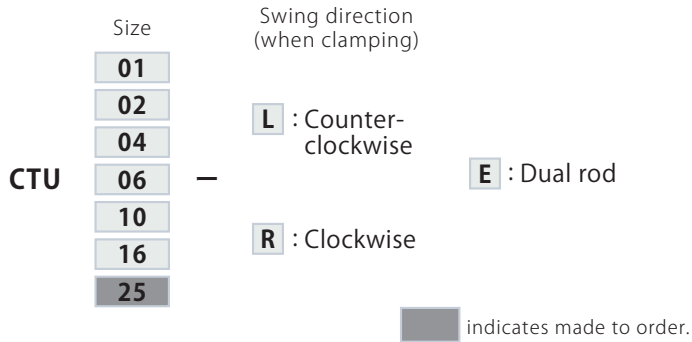 Size
Swing direction
(when clamping)
01
02
04
06
10
16
25
CTU
–
L : Counter-
clockwise
R : Clockwise
E : Dual rod
indicates made to order.